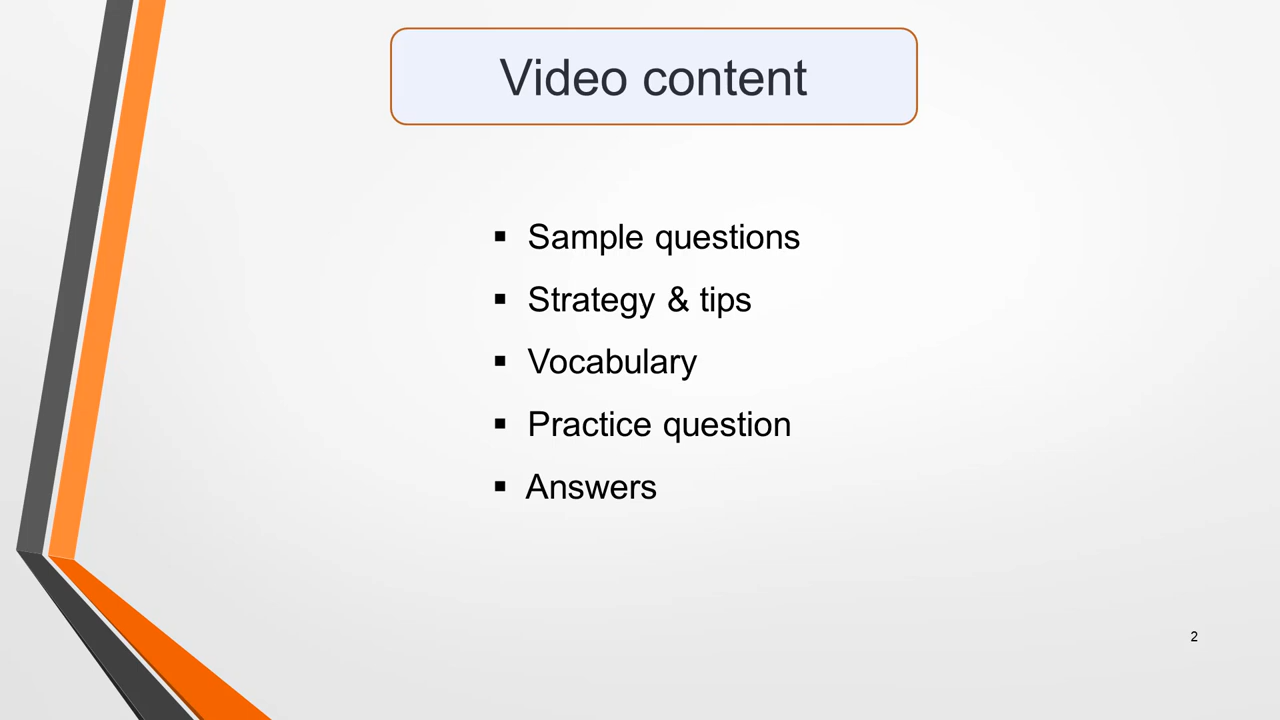 Video content
▪ Sample questions
▪ Strategy & tips
▪ Vocabulary
▪ Practice question
▪ Answers
2